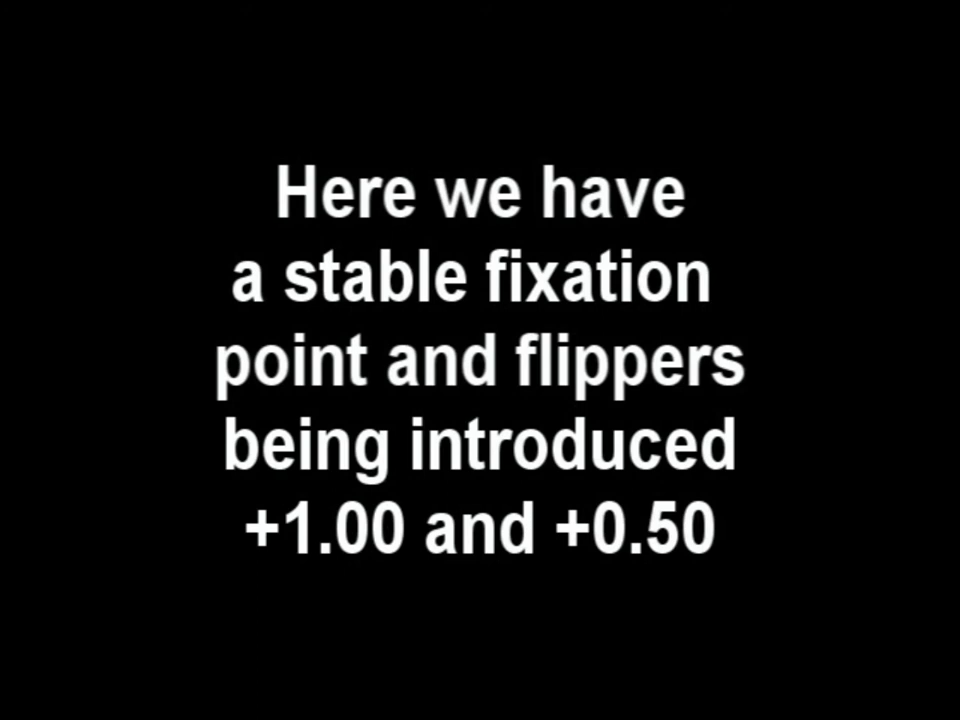 Here we have
a stable fixation
point and flippers
being introduced
+1.00 and +0.50